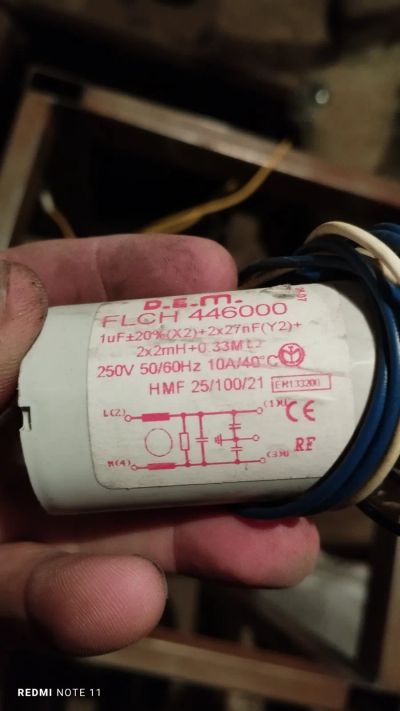 D.E.M.
FLCH 446000
1uF±20%(X2)+2x27nF(Y2)+
2x2mH+0.33MΩ
250V 50/60Hz 10A/40°C
HMF 25/100/21 EM133200
L(2)
(1)
CE
M(4)
(3)
RF
REDMI NOTE 11